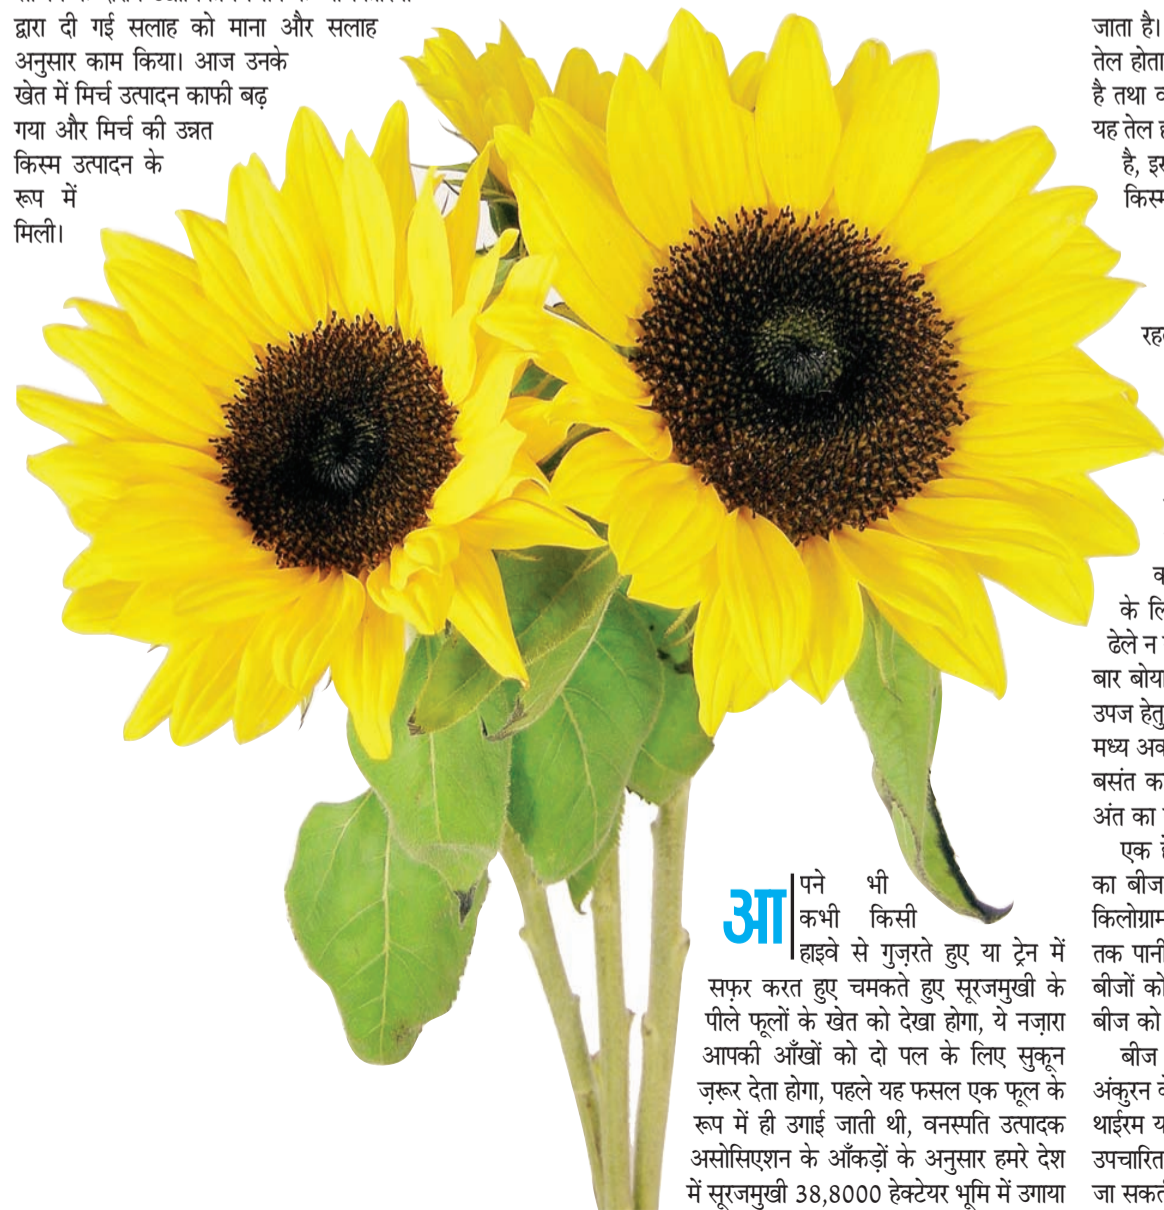 द्वारा दी गई सलाह को माना और सलाह
अनुसार काम किया। आज उनके
खेत में मिर्च उत्पादन काफी बढ़
गया और मिर्च की उन्नत
किस्म उत्पादन के
रूप में
मिली।
आपने भी
कभी किसी
हाइवे से गुज़रते हुए या ट्रेन में
सफ़र करत हुए चमकते हुए सूरजमुखी के
पीले फूलों के खेत को देखा होगा, ये नज़ारा
आपकी आँखों को दो पल के लिए सुकून
ज़रूर देता होगा, पहले यह फसल एक फूल के
रूप में ही उगाई जाती थी, वनस्पति उत्पादक
असोसिएशन के आँकड़ों के अनुसार हमरे देश
में सूरजमुखी 38,8000 हेक्टेयर भूमि में उगाया
जाता है।
तेल होता
है तथा
यह तेल
है,
किस्म
के
ढेले न
बार बोया
उपज हेतु
मध्य
बसंत
अंत का
एक
का बीज
किलोग्राम
तक पानी
बीजों को
बीज को
बीज
अंकुरन
थाईरम
उपचारित
जा